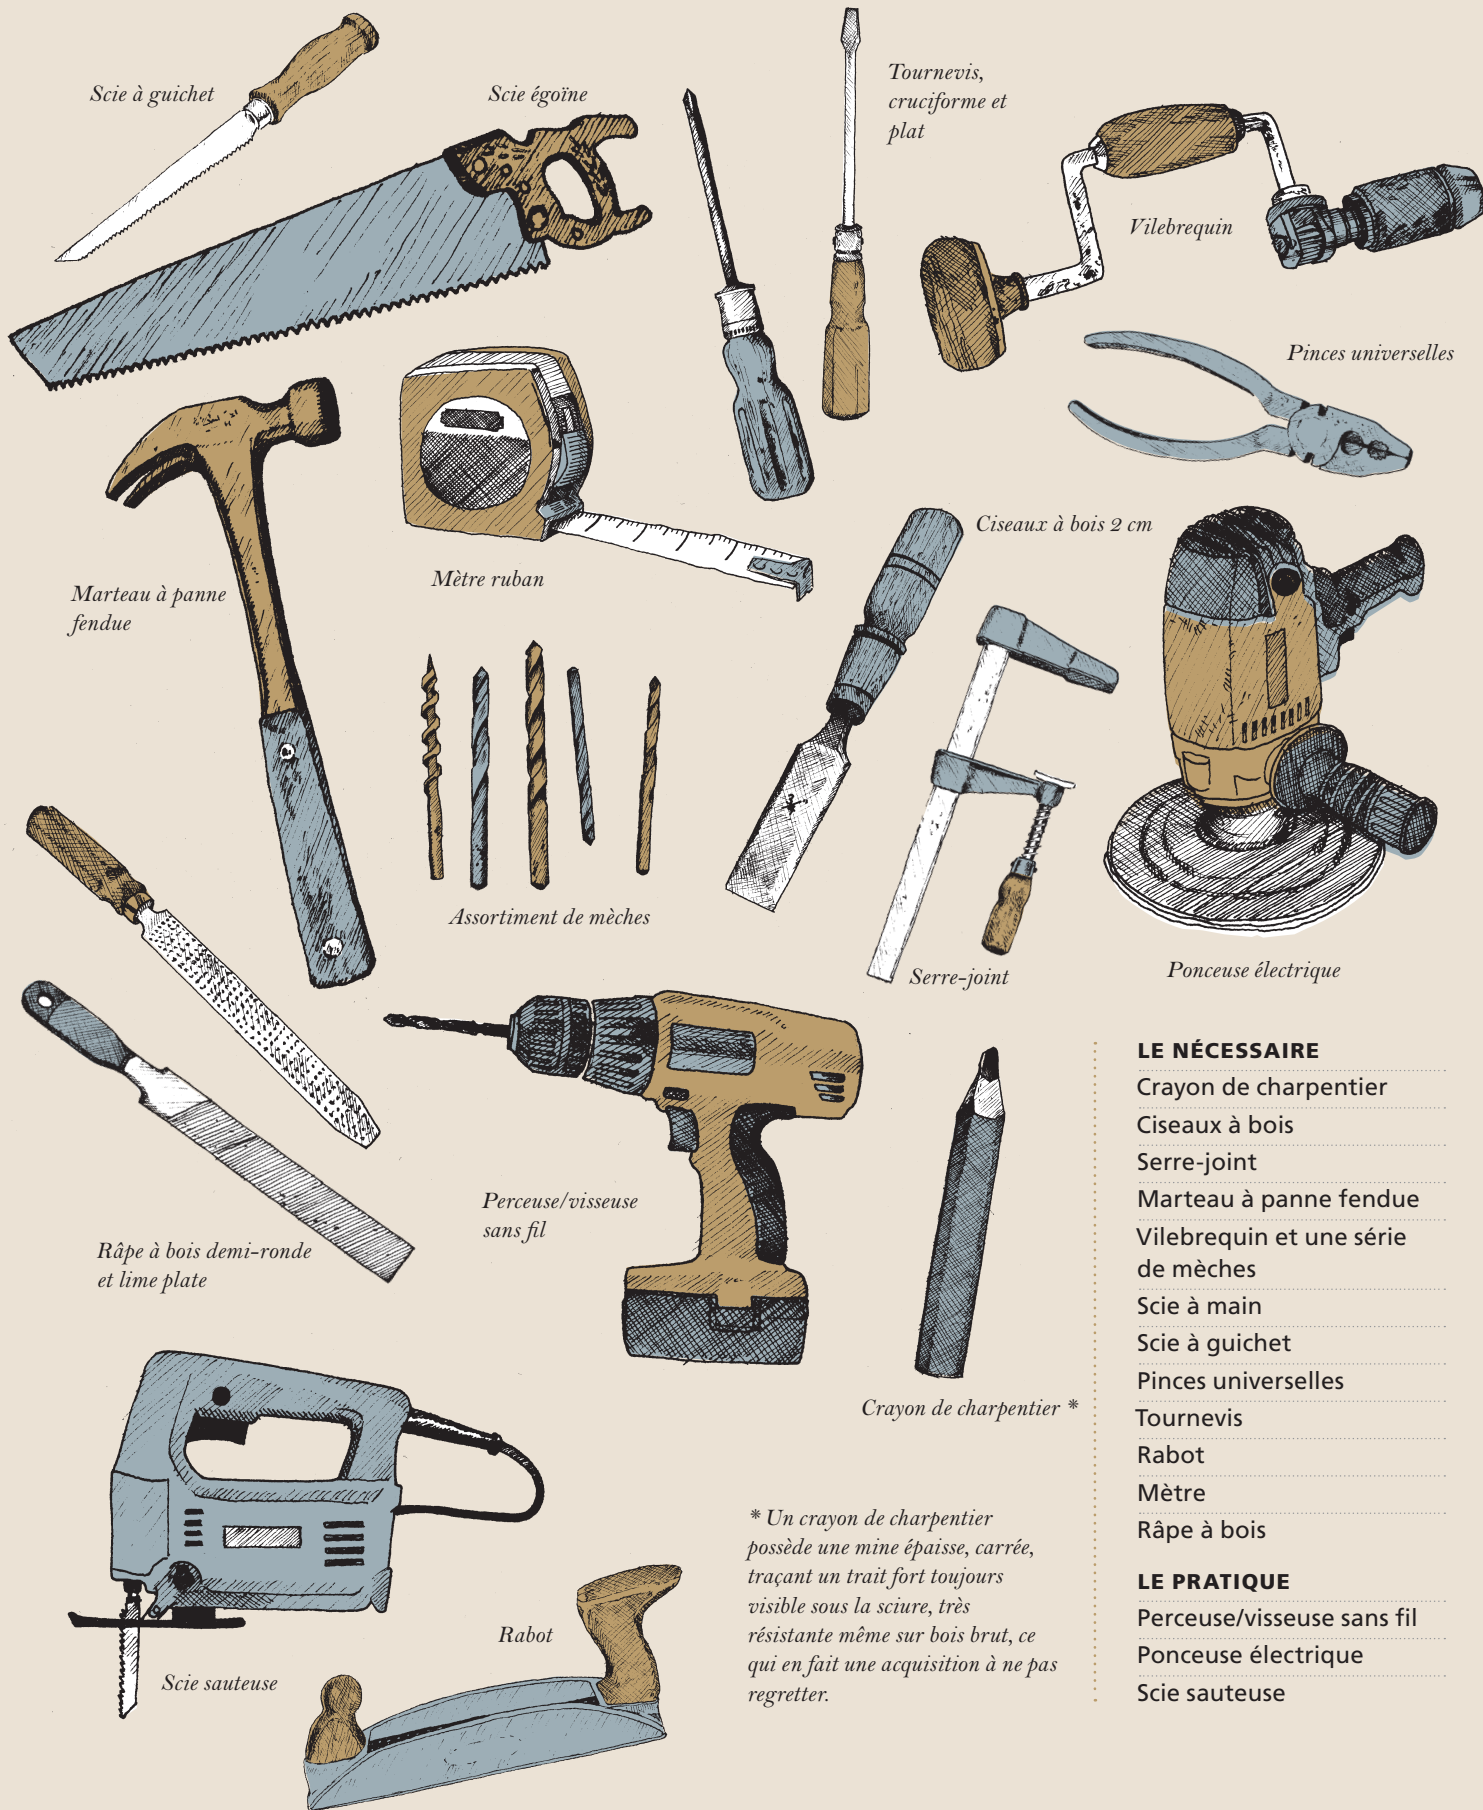 Scie à guichet
Scie égoïne
Tournevis,
cruciforme et
plat
Vilebrequin
Pinces universelles
Marteau à panne
fendue
Mètre ruban
Ciseaux à bois 2 cm
Assortiment de mèches
Serre-joint
Ponceuse électrique
Râpe à bois demi-ronde
et lime plate
Perceuse/visseuse
sans fil
Crayon de charpentier *
Scie sauteuse
Rabot
* Un crayon de charpentier
possède une mine épaisse, carrée,
traçant un trait fort toujours
visible sous la sciure, très
résistante même sur bois brut, ce
qui en fait une acquisition à ne pas
regretter.
LE NÉCESSAIRE
Crayon de charpentier
Ciseaux à bois
Serre-joint
Marteau à panne fendue
Vilebrequin et une série
de mèches
Scie à main
Scie à guichet
Pinces universelles
Tournevis
Rabot
Mètre
Râpe à bois
LE PRATIQUE
Perceuse/visseuse sans fil
Ponceuse électrique
Scie sauteuse